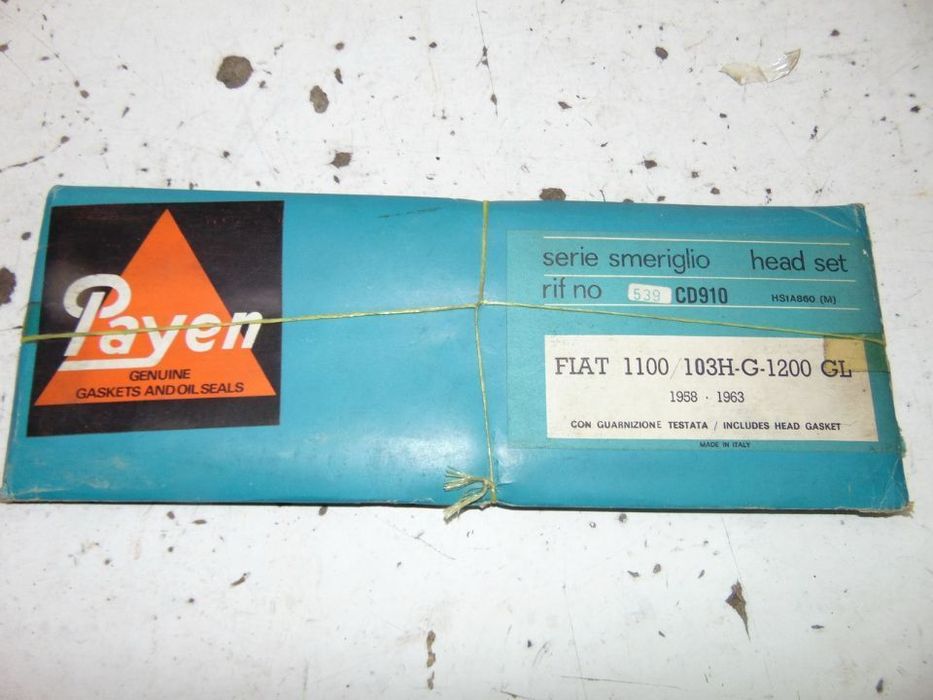 Payen
GENUINE
GASKETS AND OIL SEALS
serie smeriglio head set
rif no 539 CD910 HSIA860 (M)
FIAT 1100/103H-G-1200 GL
1958 · 1963
CON GUARNIZIONE TESTATA / INCLUDES HEAD GASKET
MADE IN ITALY